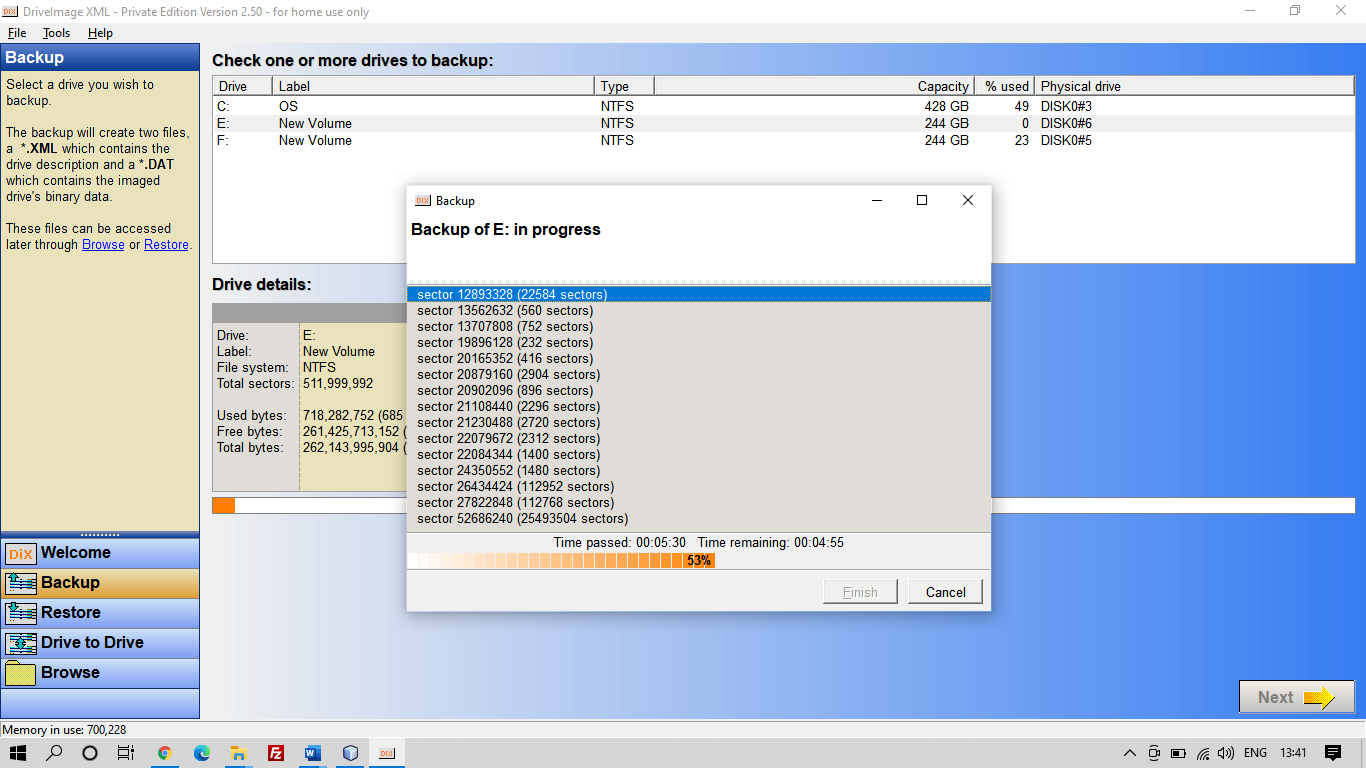 DriveImage XML - Private Edition Version 2.50 - for home use only
File Tools Help
Backup
Select a drive you wish to
backup.
The backup will create two files,
a *.XML which contains the
drive description and a *.DAT
which contains the imaged
drive's binary data.
These files can be accessed
later through Browse or Restore.
DiX Welcome
Backup
Restore
Drive to Drive
Browse
Check one or more drives to backup:
Drive Label Type Capacity % used Physical drive
C: OS NTFS 428 GB 49 DISK0#3
E: New Volume NTFS 244 GB 0 DISK0#6
F: New Volume NTFS 244 GB 23 DISK0#5
Drive details:
Drive: E:
Label: New Volume
File system: NTFS
Total sectors: 511,999,992
Used bytes: 718,282,752 (685
Free bytes: 261,425,713,152 (
Total bytes: 262,143,995,904 (
DiX Backup
Backup of E: in progress
sector 12893328 (22584 sectors)
sector 13562632 (560 sectors)
sector 13707808 (752 sectors)
sector 19896128 (232 sectors)
sector 20165352 (416 sectors)
sector 20879160 (2904 sectors)
sector 20902096 (896 sectors)
sector 21108440 (2296 sectors)
sector 21230488 (2720 sectors)
sector 22079672 (2312 sectors)
sector 22084344 (1400 sectors)
sector 24350552 (1480 sectors)
sector 26434424 (112952 sectors)
sector 27822848 (112768 sectors)
sector 52686240 (25493504 sectors)
Time passed: 00:05:30 Time remaining: 00:04:55
53%
Finish Cancel
Next
Memory in use: 700,228
ENG 13:41